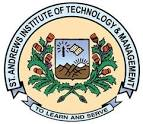 ST. ANDREWS INSTITUTE OF TECHNOLOGY & MANAGEMENT
TO LEARN AND SERVE